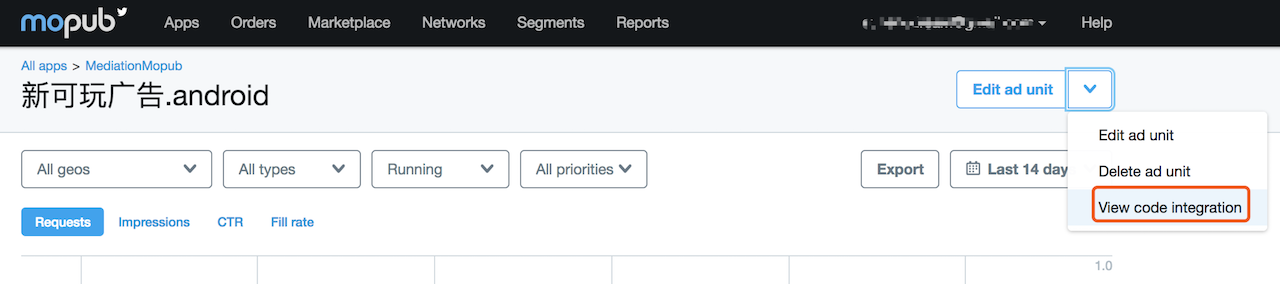 mopub Apps Orders Marketplace Networks Segments Reports Help
All apps > MediationMopub
新可玩广告.android
Edit ad unit
Edit ad unit
Delete ad unit
View code integration
All geos All types Running All priorities Export Last 14 day
Requests Impressions CTR Fill rate
1.0